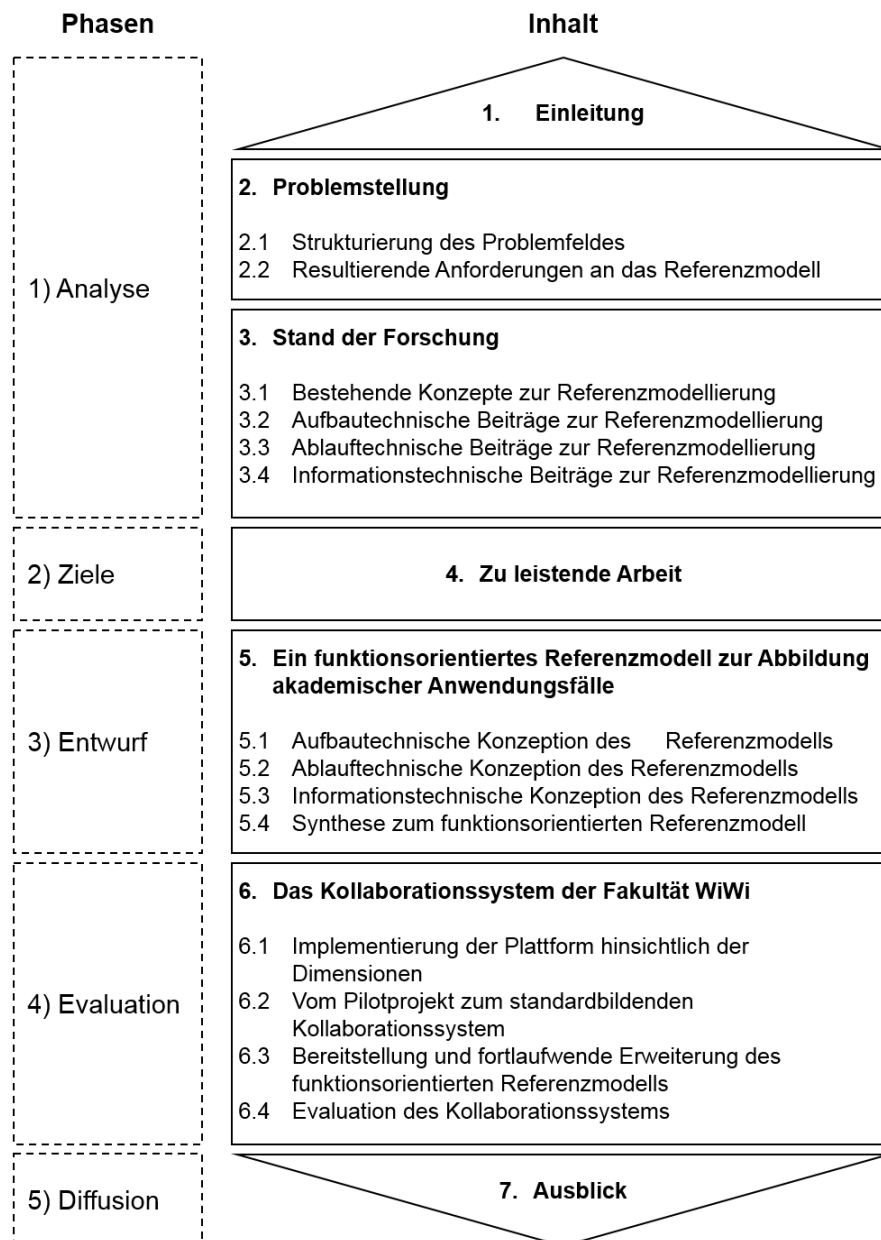 Phasen
Inhalt
1) Analyse
1. Einleitung
2. Problemstellung
2.1 Strukturierung des Problemfeldes
2.2 Resultierende Anforderungen an das Referenzmodell
3. Stand der Forschung
3.1 Bestehende Konzepte zur Referenzmodellierung
3.2 Aufbautechnische Beiträge zur Referenzmodellierung
3.3 Ablauftechnische Beiträge zur Referenzmodellierung
3.4 Informationstechnische Beiträge zur Referenzmodellierung
2) Ziele
4. Zu leistende Arbeit
3) Entwurf
5. Ein funktionsorientiertes Referenzmodell zur Abbildung
akademischer Anwendungsfälle
5.1 Aufbautechnische Konzeption des Referenzmodells
5.2 Ablauftechnische Konzeption des Referenzmodells
5.3 Informationstechnische Konzeption des Referenzmodells
5.4 Synthese zum funktionsorientierten Referenzmodell
4) Evaluation
6. Das Kollaborationssystem der Fakultät WiWi
6.1 Implementierung der Plattform hinsichtlich der
Dimensionen
6.2 Vom Pilotprojekt zum standardbildenden
Kollaborationssystem
6.3 Bereitstellung und fortlaufwende Erweiterung des
funktionsorientierten Referenzmodells
6.4 Evaluation des Kollaborationssystems
5) Diffusion
7. Ausblick